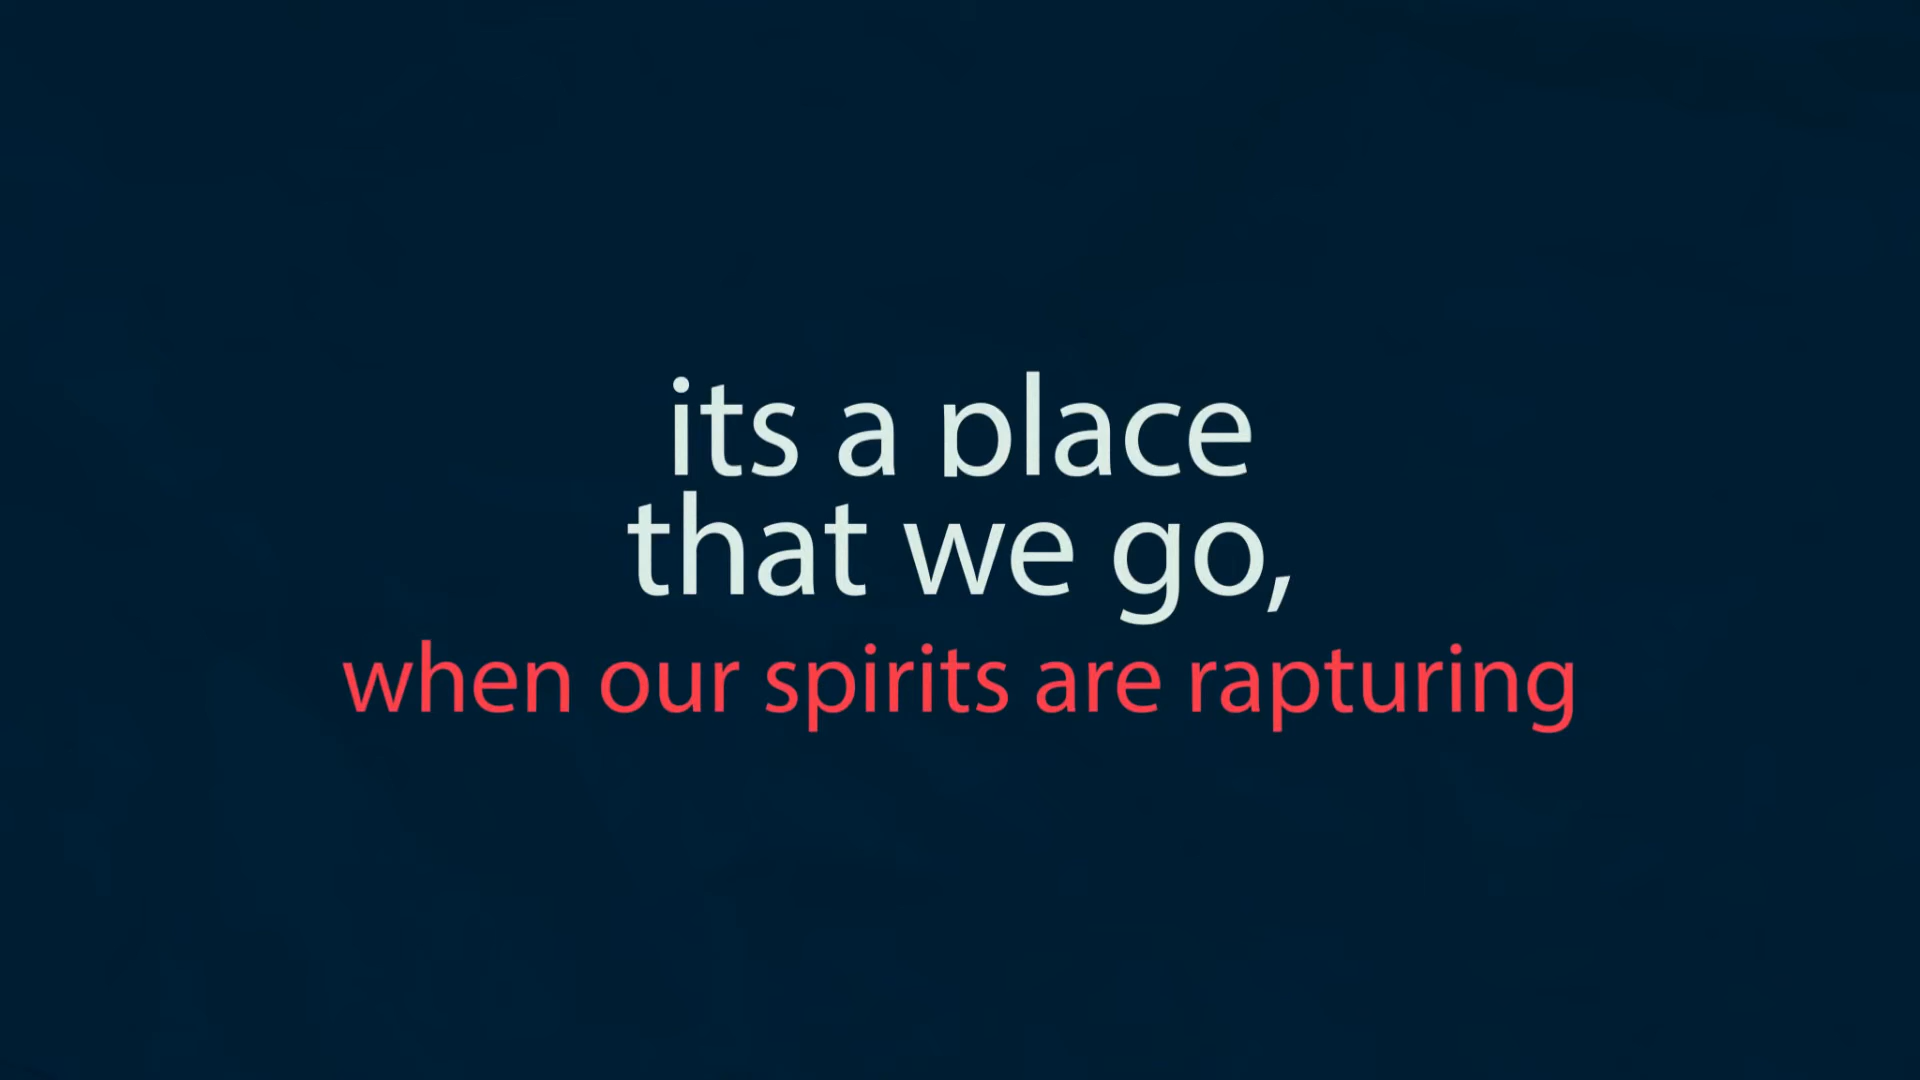 its a place
that we go,
when our spirits are rapturing